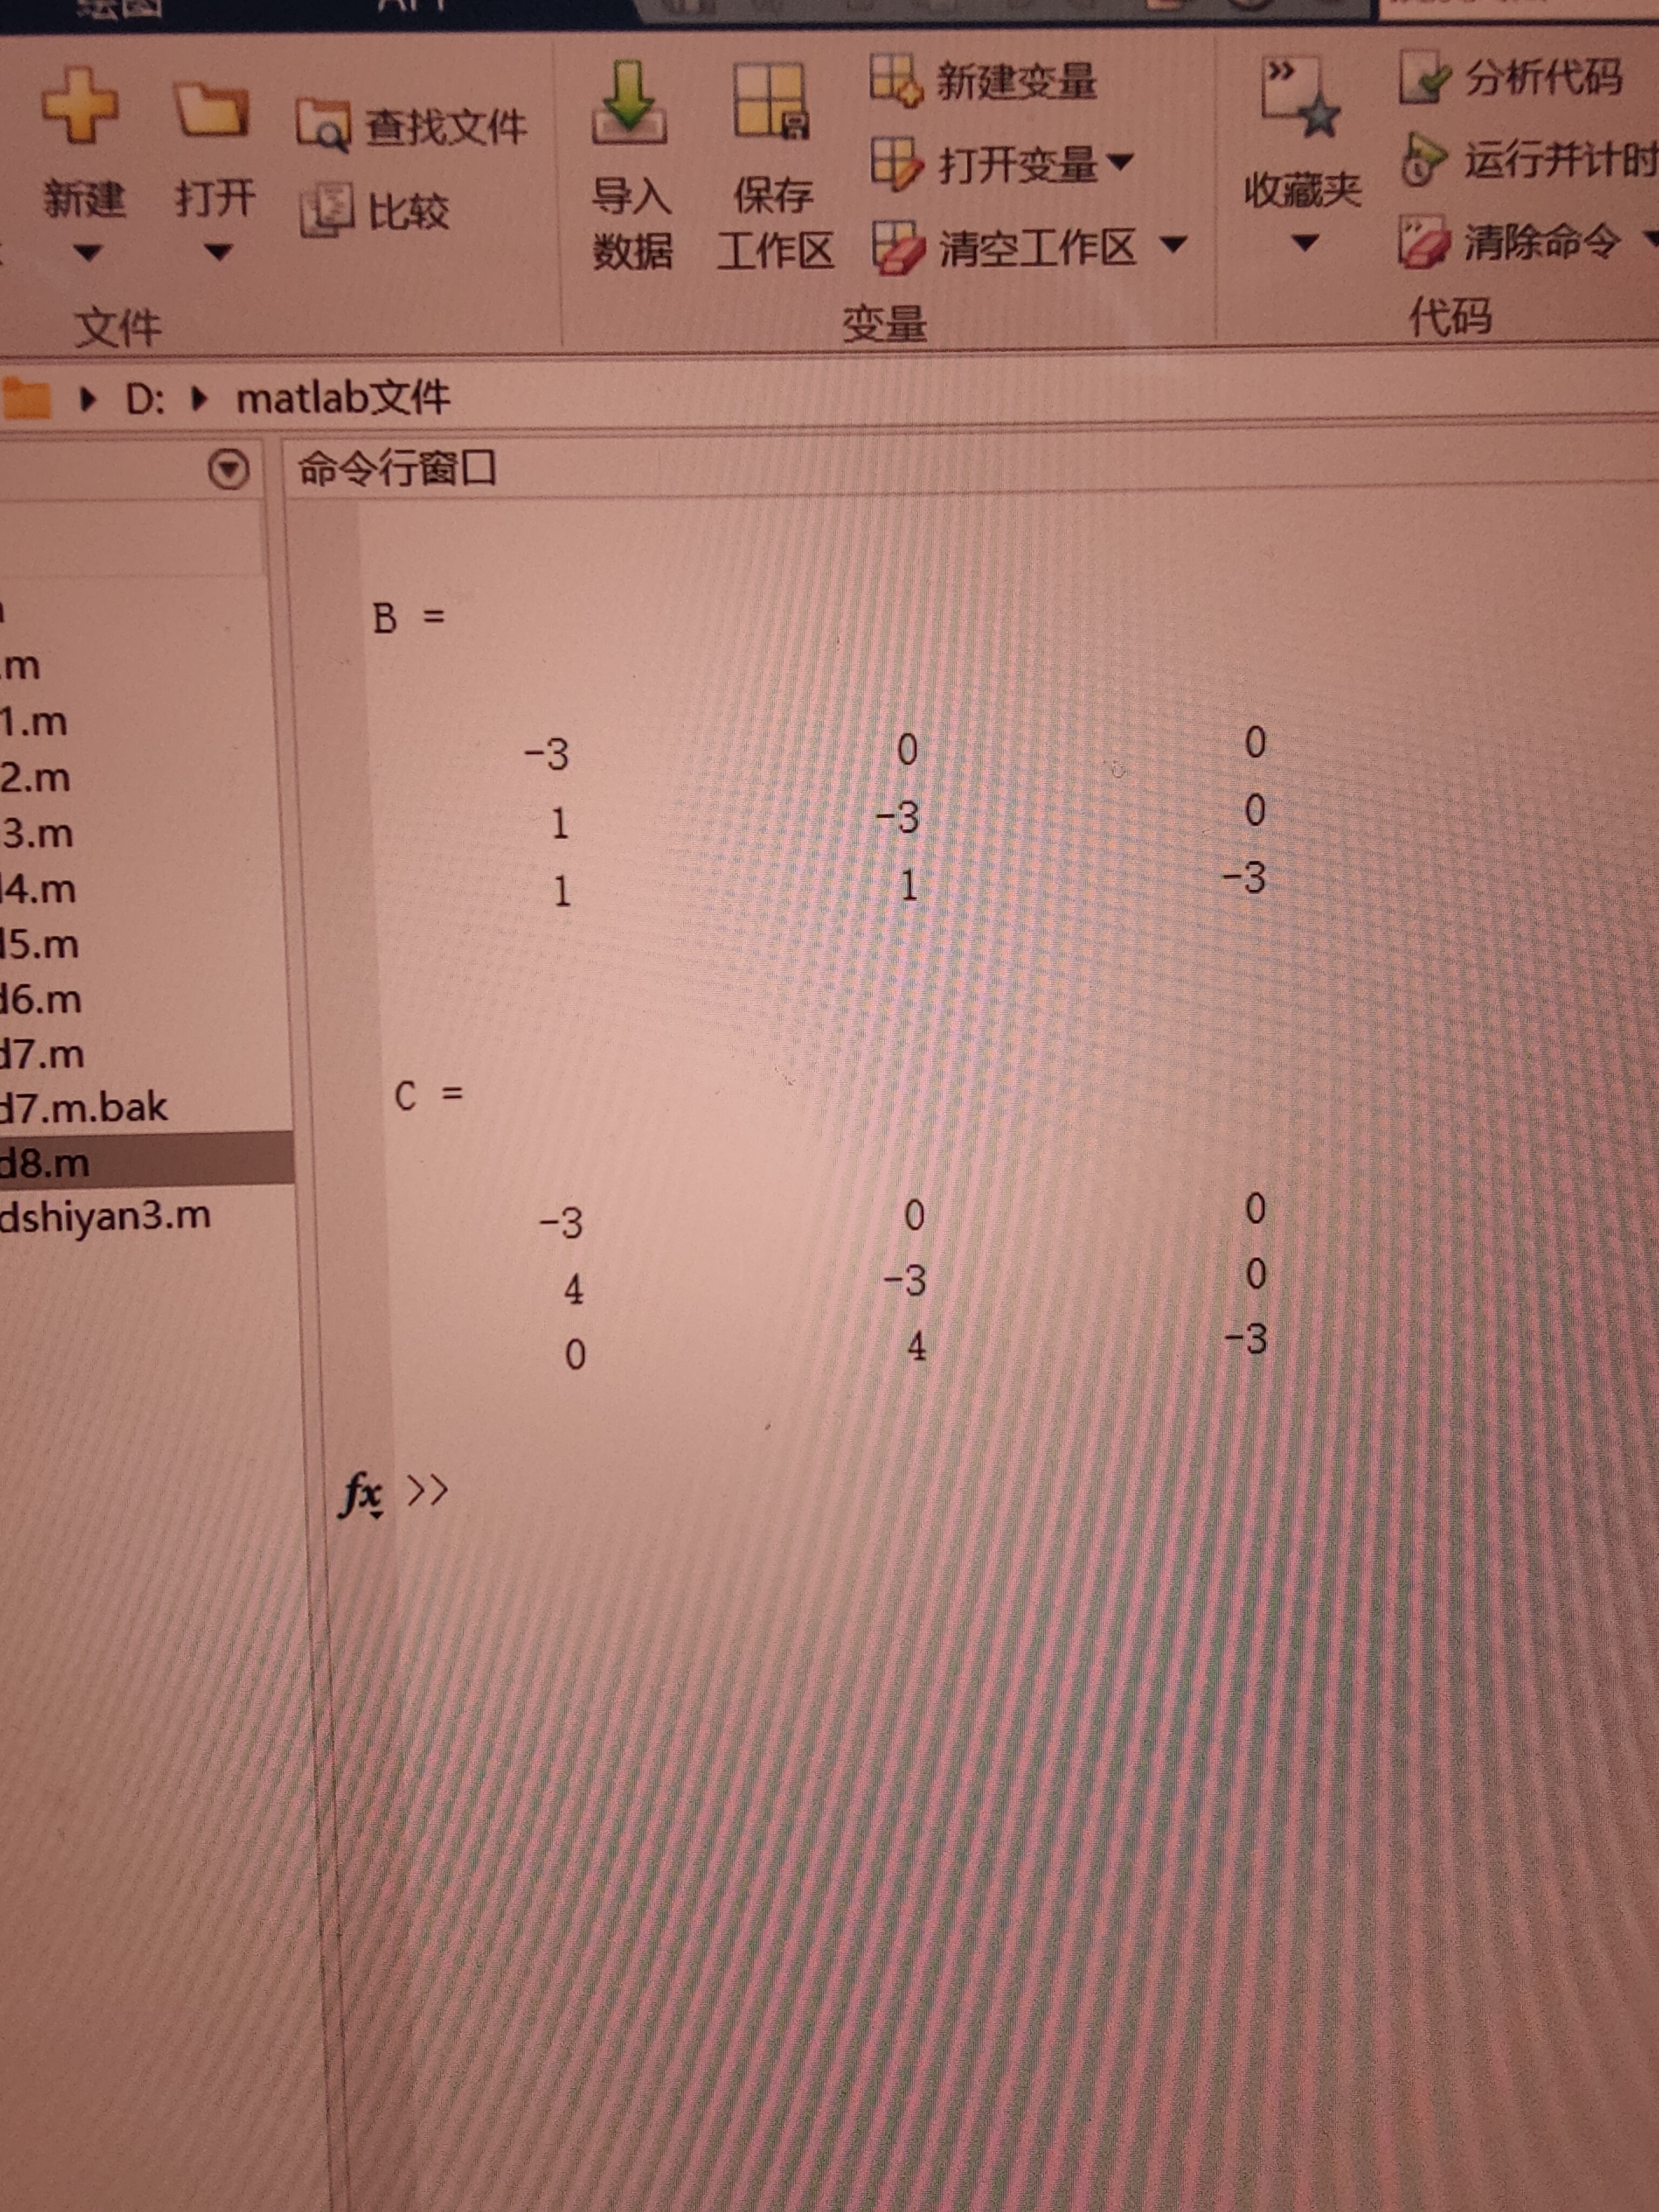 新建
打开
查找文件
比较
文件
导入
数据
保存
工作区
新建变量
打开变量
清空工作区
变量
收藏夹
分析代码
运行并计时
清除命令
代码
D: matlab文件
命令行窗口
.m
1.m
2.m
3.m
4.m
5.m
d6.m
d7.m
d7.m.bak
d8.m
dshiyan3.m
B =
-3 0 0
1 -3 0
1 1 -3
C =
-3 0 0
4 -3 0
0 4 -3
fx >>